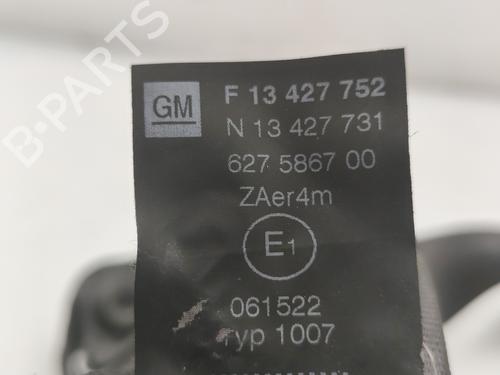 B-PARTS
GM
F 13 427 752
N 13 427 731
627 5867 00
ZAer4m
E1
061522
Typ 1007